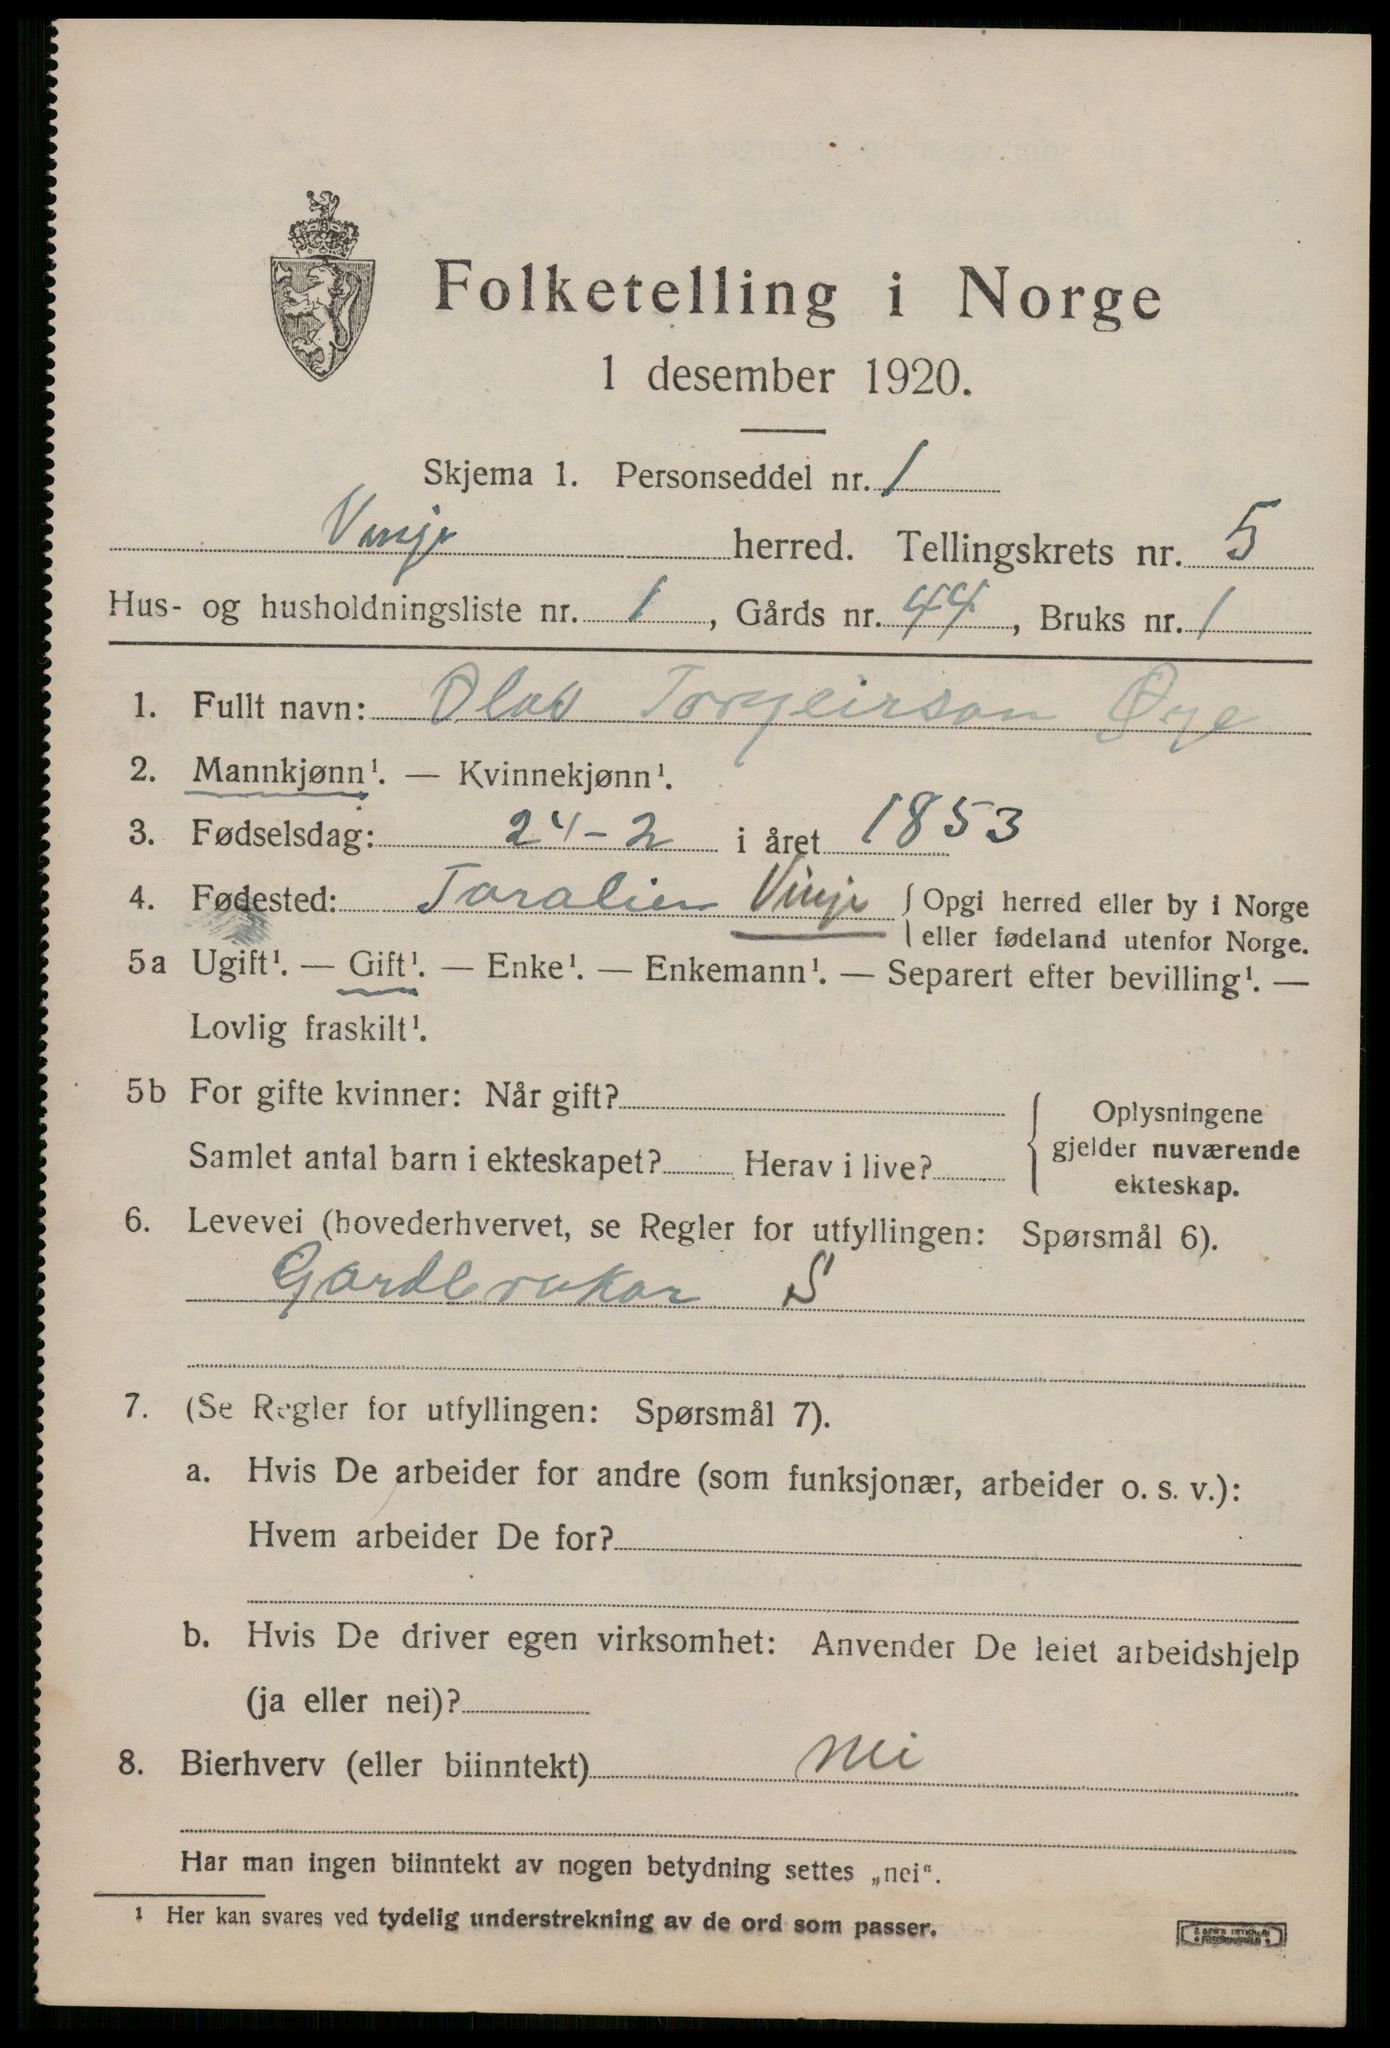 Folketelling i Norge
1 desember 1920.
Skjema 1. Personseddel nr. 1
Vinje herred. Tellingskrets nr. 5
Hus- og husholdningsliste nr. 1, Gårds nr. 44, Bruks nr. 1
1. Fullt navn: Olav Torgeirson Øye
2. Mannkjønn¹. — Kvinnekjønn¹.
3. Fødselsdag: 24-2 i året 1853
4. Fødested: Taralien Vinje { Opgi herred eller by i Norge
eller fødeland utenfor Norge.
5a Ugift¹. — Gift¹. — Enke¹. — Enkemann¹. — Separert efter bevilling¹. —
Lovlig fraskilt¹.
5b For gifte kvinner: Når gift?
Samlet antal barn i ekteskapet? Herav i live?
{ Oplysningene
gjelder nuværende
ekteskap.
6. Levevei (hovederhvervet, se Regler for utfyllingen: Spørsmål 6).
Gardbrukar S
7. (Se Regler for utfyllingen: Spørsmål 7).
a. Hvis De arbeider for andre (som funksjonær, arbeider o. s. v.):
Hvem arbeider De for?
b. Hvis De driver egen virksomhet: Anvender De leiet arbeidshjelp
(ja eller nei)?
8. Bierhverv (eller biinntekt) nei
Har man ingen biinntekt av nogen betydning settes „nei“.
¹ Her kan svares ved tydelig understrekning av de ord som passer.